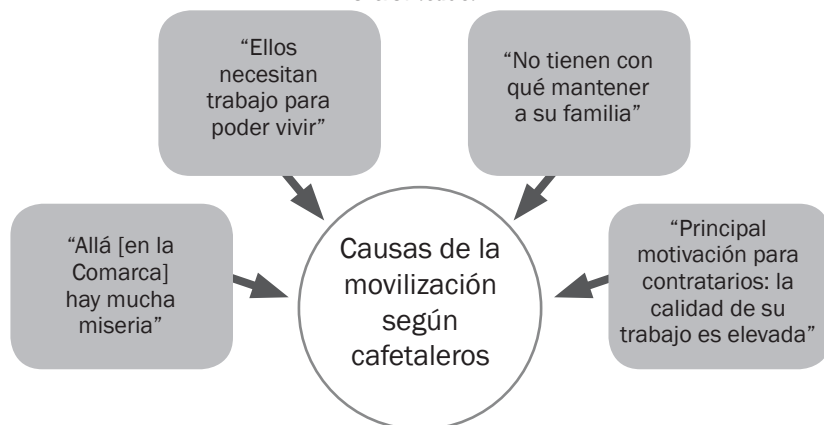 “Ellos
necesitan
trabajo para
poder vivir”
“No tienen con
qué mantener
a su familia”
“Allá [en la
Comarca]
hay mucha
miseria”
Causas de la
movilización
según
cafetaleros
“Principal
motivación para
contratarios: la
calidad de su
trabajo es elevada”